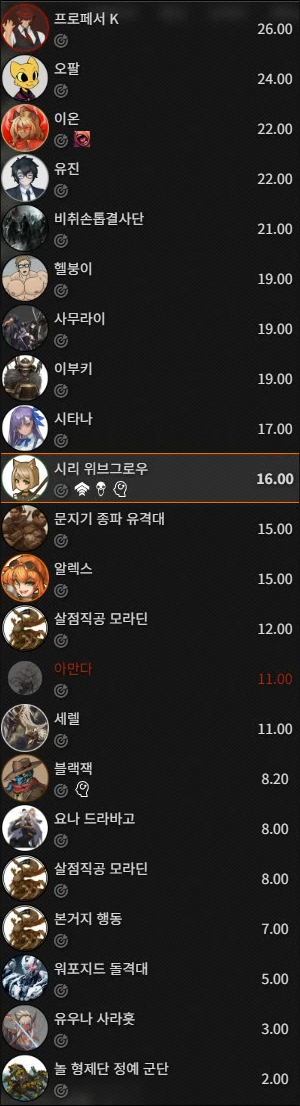 프로페서 K
26.00
오팔
24.00
이온
22.00
유진
22.00
비취손톱결사단
21.00
헬붕이
19.00
사무라이
19.00
이부키
19.00
시타나
17.00
시리 위브그로우
16.00
문지기 종파 유격대
15.00
알렉스
15.00
살점직공 모라딘
12.00
아만다
11.00
세렐
11.00
블랙잭
8.20
요나 드라바고
8.00
살점직공 모라딘
8.00
본거지 행동
7.00
워포지드 돌격대
5.00
유우나 사라홋
3.00
놀 형제단 정예 군단
2.00